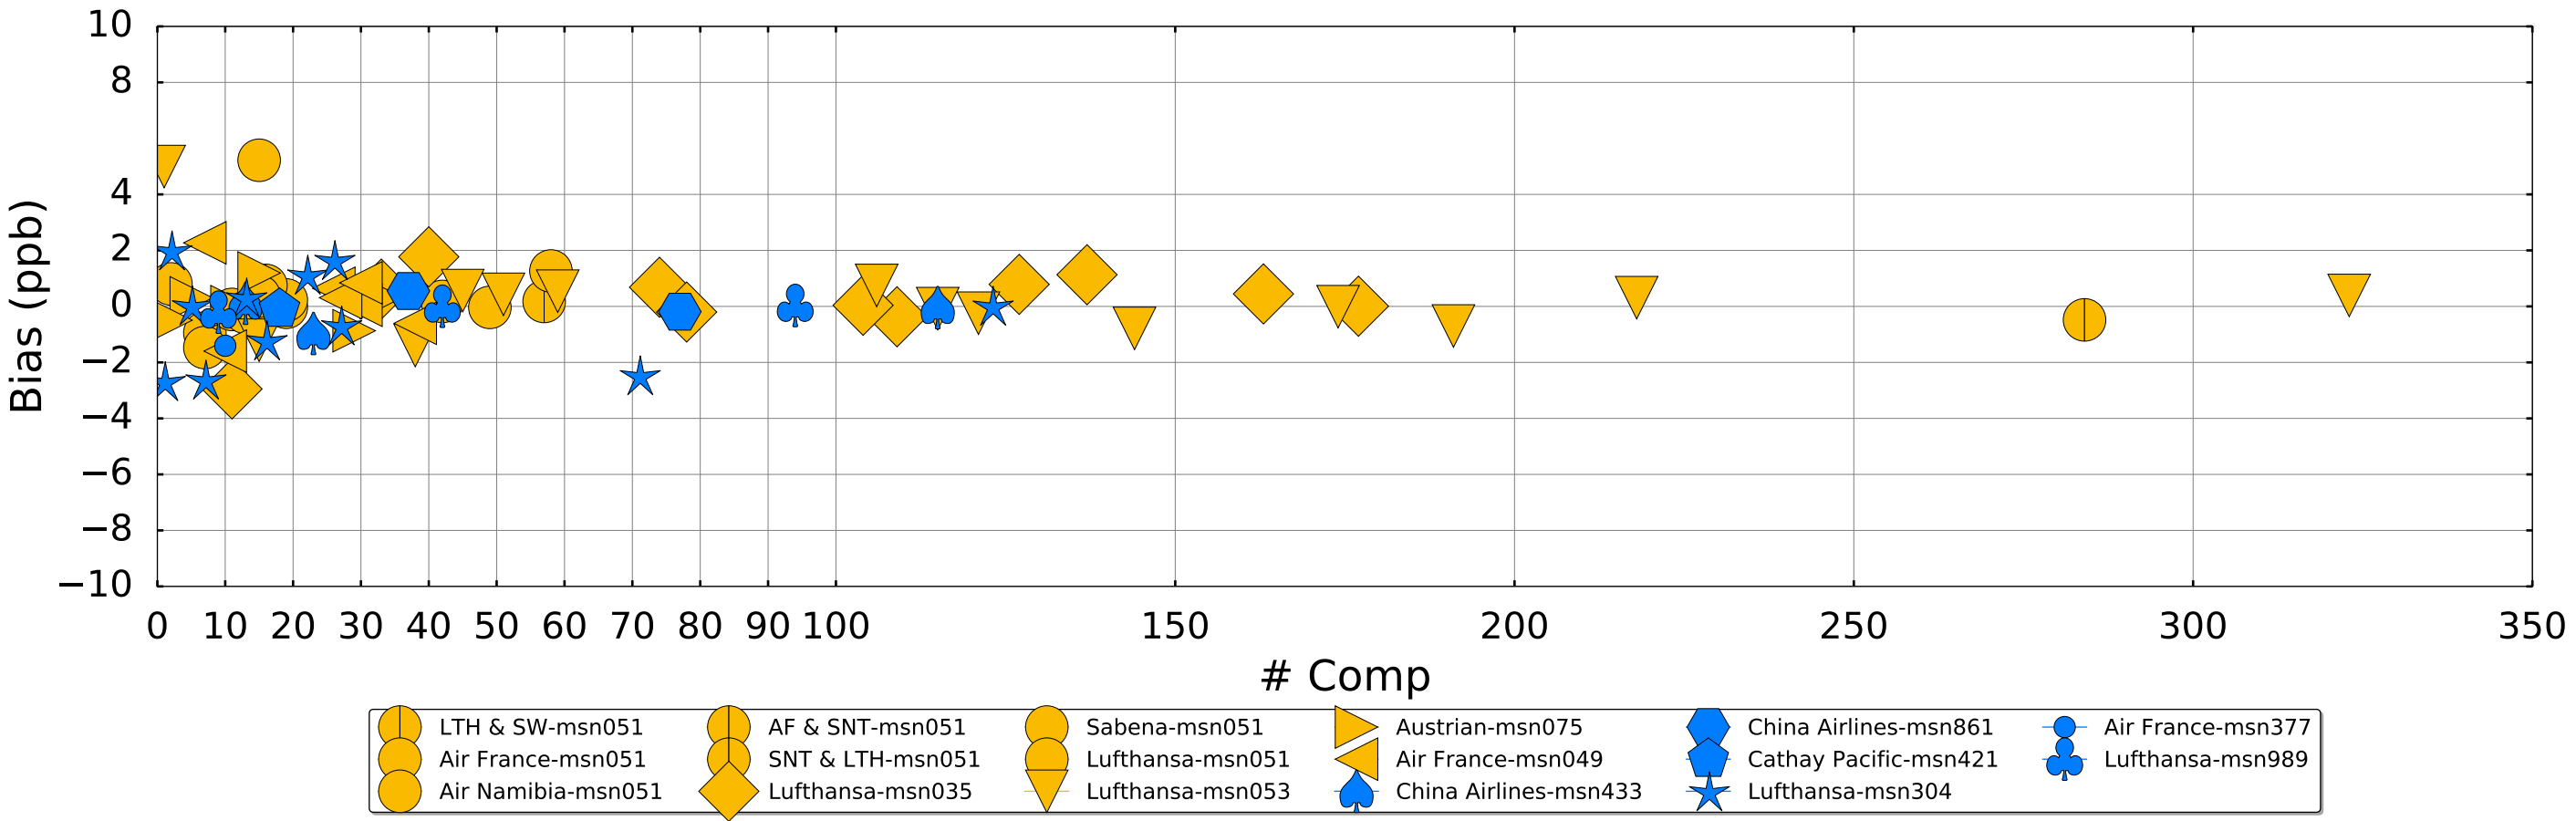 10
8
4
2
0
−2
−4
−6
−8
−10
Bias (ppb)
0 10 20 30 40 50 60 70 80 90 100 150 200 250 300 350
# Comp
LTH & SW-msn051 AF & SNT-msn051 Sabena-msn051 Austrian-msn075 China Airlines-msn861 Air France-msn377
Air France-msn051 SNT & LTH-msn051 Lufthansa-msn051 Air France-msn049 Cathay Pacific-msn421 Lufthansa-msn989
Air Namibia-msn051 Lufthansa-msn035 Lufthansa-msn053 China Airlines-msn433 Lufthansa-msn304